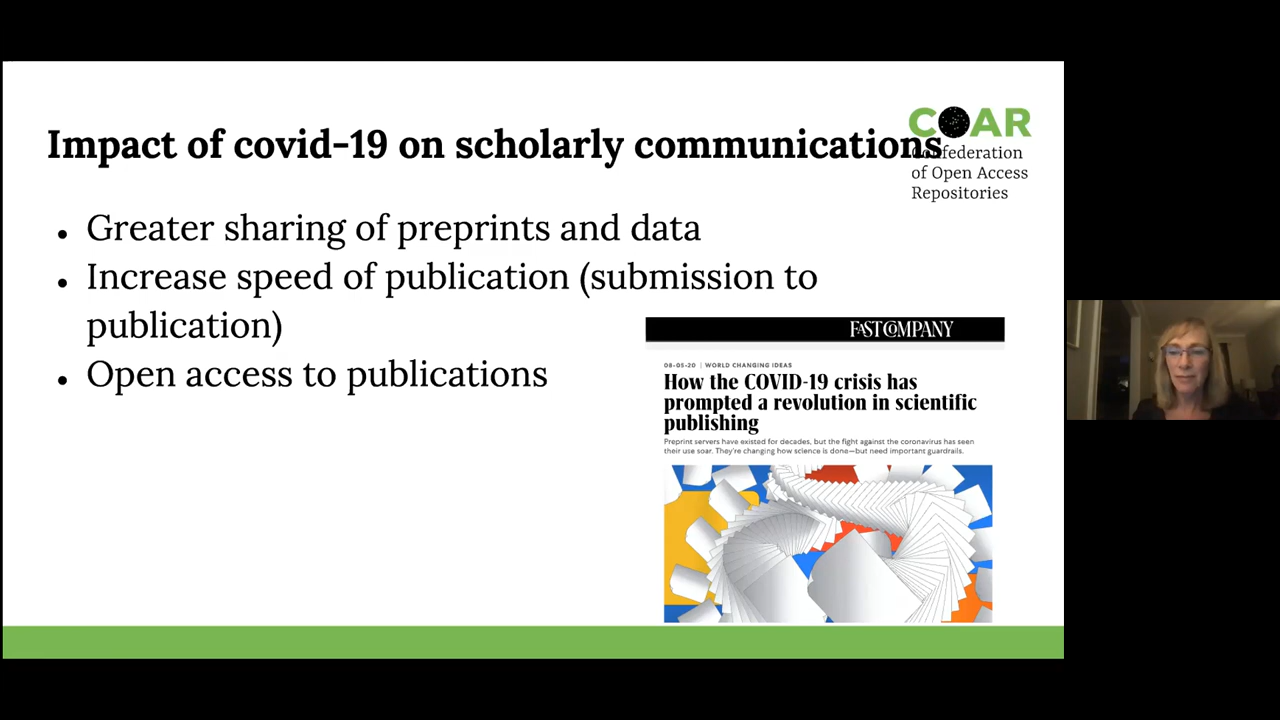 Impact of covid-19 on scholarly communications
COAR
Confederation
of Open Access
Repositories
• Greater sharing of preprints and data
• Increase speed of publication (submission to
publication)
• Open access to publications
FAST COMPANY
08-05-20 | WORLD CHANGING IDEAS
How the COVID-19 crisis has
prompted a revolution in scientific
publishing
Preprint servers have existed for decades, but the fight against the coronavirus has seen
their use soar. They're changing how science is done—but need important guardrails.